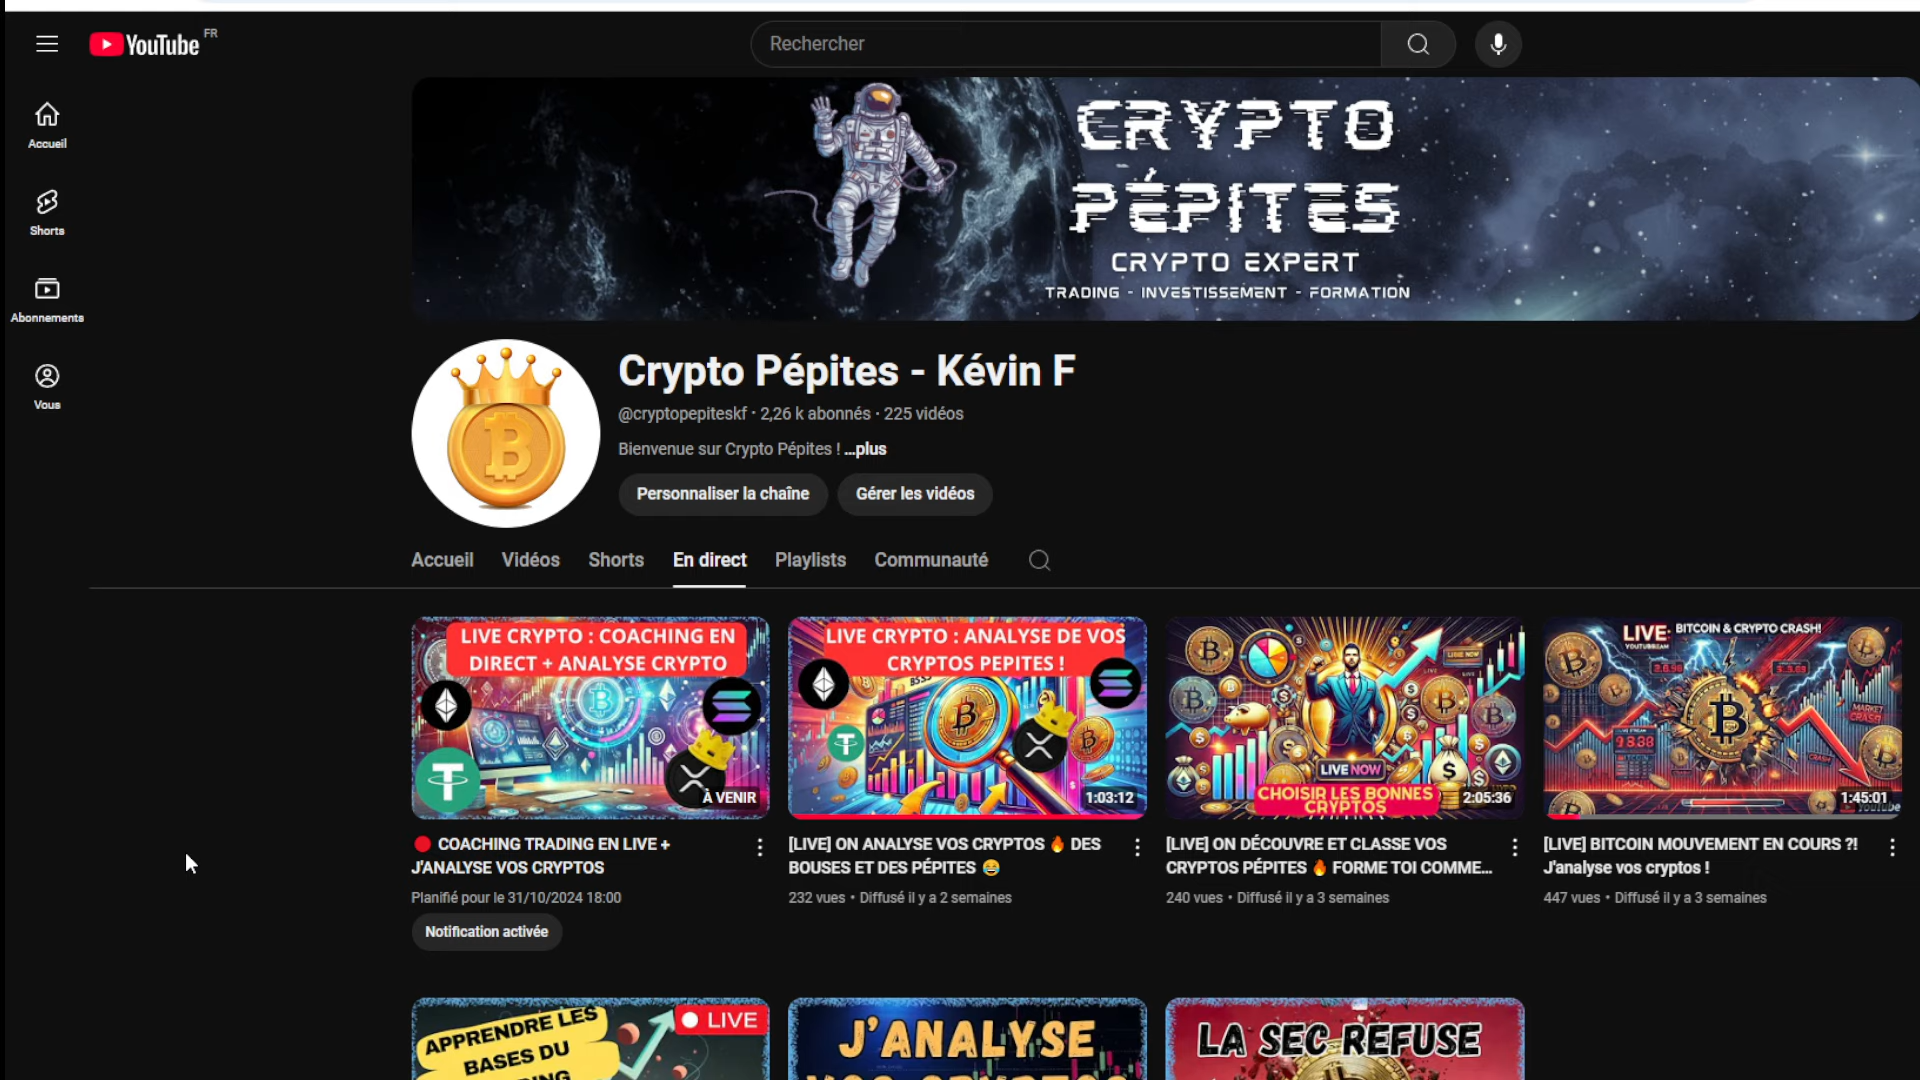 YouTube FR
Rechercher
Accueil
Shorts
Abonnements
Vous
CRYPTO
PÉPITES
CRYPTO EXPERT
TRADING - INVESTISSEMENT - FORMATION
Crypto Pépites - Kévin F
@cryptopepiteskf · 2,26 k abonnés · 225 vidéos
Bienvenue sur Crypto Pépites ! ...plus
Personnaliser la chaîne
Gérer les vidéos
Accueil
Vidéos
Shorts
En direct
Playlists
Communauté
LIVE CRYPTO : COACHING EN
DIRECT + ANALYSE CRYPTO
À VENIR
🔴 COACHING TRADING EN LIVE +
J'ANALYSE VOS CRYPTOS
Planifié pour le 31/10/2024 18:00
Notification activée
LIVE CRYPTO : ANALYSE DE VOS
CRYPTOS PEPITES !
1:03:12
[LIVE] ON ANALYSE VOS CRYPTOS 🔥 DES
BOUSES ET DES PÉPITES 😂
232 vues • Diffusé il y a 2 semaines
LIVE NOW
CHOISIR LES BONNES
CRYPTOS
2:05:36
[LIVE] ON DÉCOUVRE ET CLASSE VOS
CRYPTOS PÉPITES 🔥 FORME TOI COMME...
240 vues • Diffusé il y a 3 semaines
LIVE: BITCOIN & CRYPTO CRASH!
MARKET
CRASH
1:45:01
[LIVE] BITCOIN MOUVEMENT EN COURS ?!
J'analyse vos cryptos !
447 vues • Diffusé il y a 3 semaines
APPRENDRE LES
BASES DU
LIVE
J'ANALYSE
VOS CRYPTOS
LA SEC REFUSE